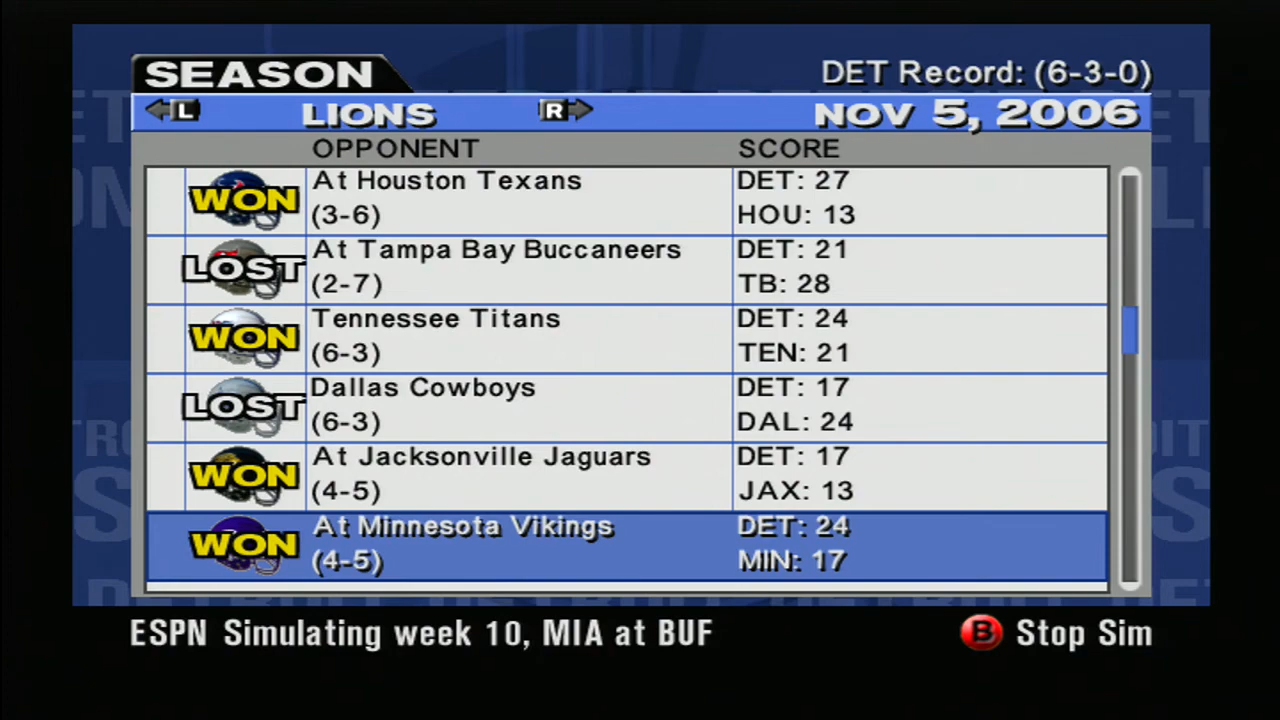 SEASON
DET Record: (6-3-0)
L LIONS R NOV 5, 2006
OPPONENT SCORE
WON At Houston Texans DET: 27
(3-6) HOU: 13
LOST At Tampa Bay Buccaneers DET: 21
(2-7) TB: 28
WON Tennessee Titans DET: 24
(6-3) TEN: 21
LOST Dallas Cowboys DET: 17
(6-3) DAL: 24
WON At Jacksonville Jaguars DET: 17
(4-5) JAX: 13
WON At Minnesota Vikings DET: 24
(4-5) MIN: 17
ESPN Simulating week 10, MIA at BUF B Stop Sim